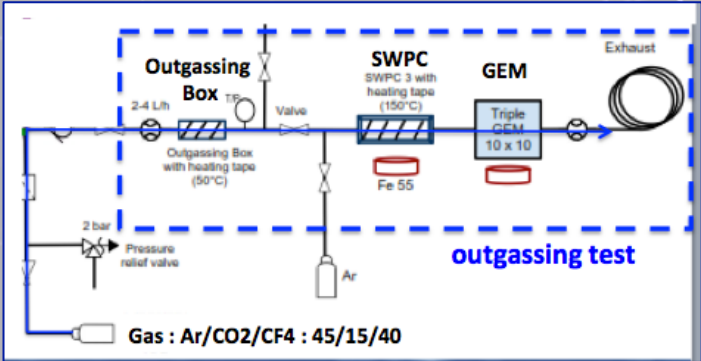 Exhaust
SWPC
SWPC 3 with
heating tape
(150°C)
GEM
Outgassing
Box
2-4 L/h
T/P
Valve
Triple
GEM
10 x 10
Outgassing Box
with heating tape
(50°C)
Fe 55
2 bar
Pressure
relief valve
outgassing test
Ar
Gas : Ar/CO2/CF4 : 45/15/40